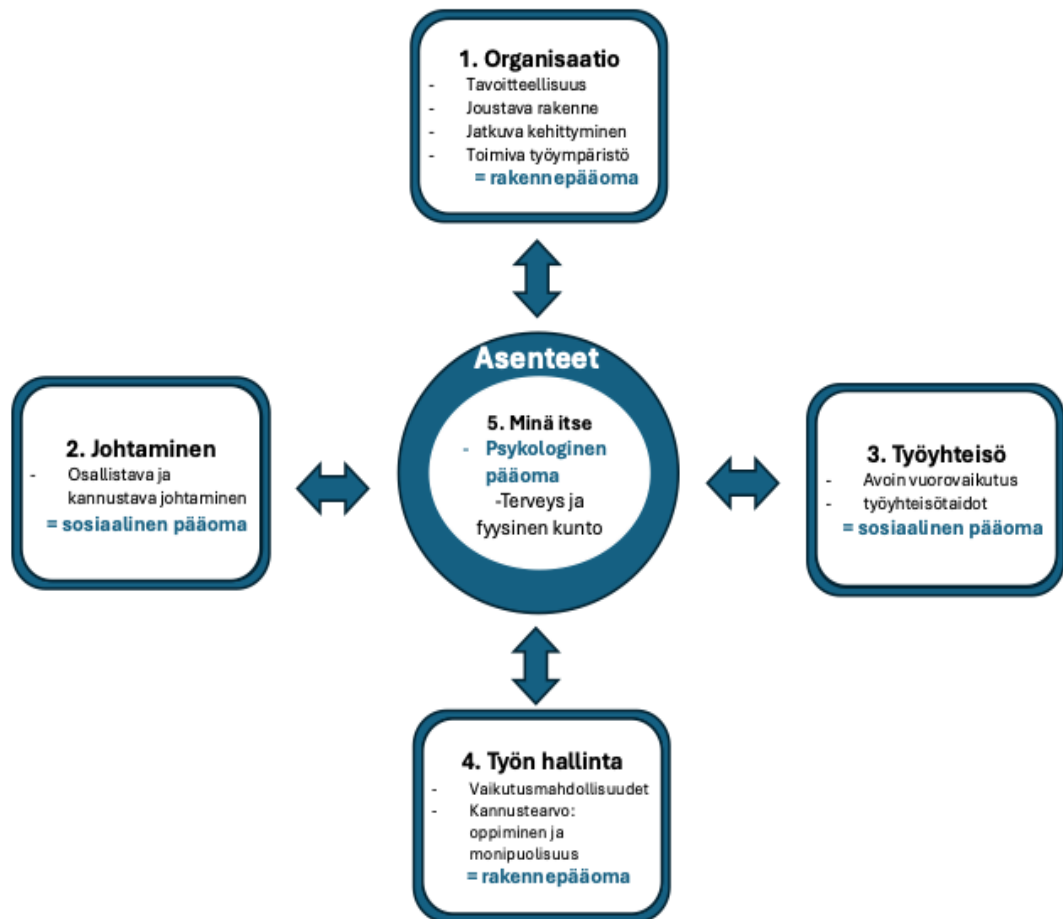 1. Organisaatio
- Tavoitteellisuus
- Joustava rakenne
- Jatkuva kehittyminen
- Toimiva työympäristö
= rakennepääoma
Asenteet
5. Minä itse
- Psykologinen
pääoma
-Terveys ja
fyysinen kunto
2. Johtaminen
- Osallistava ja
kannustava johtaminen
= sosiaalinen pääoma
3. Työyhteisö
- Avoin vuorovaikutus
- työyhteisötaidot
= sosiaalinen pääoma
4. Työn hallinta
- Vaikutusmahdollisuudet
- Kannustearvo:
oppiminen ja
monipuolisuus
= rakennepääoma